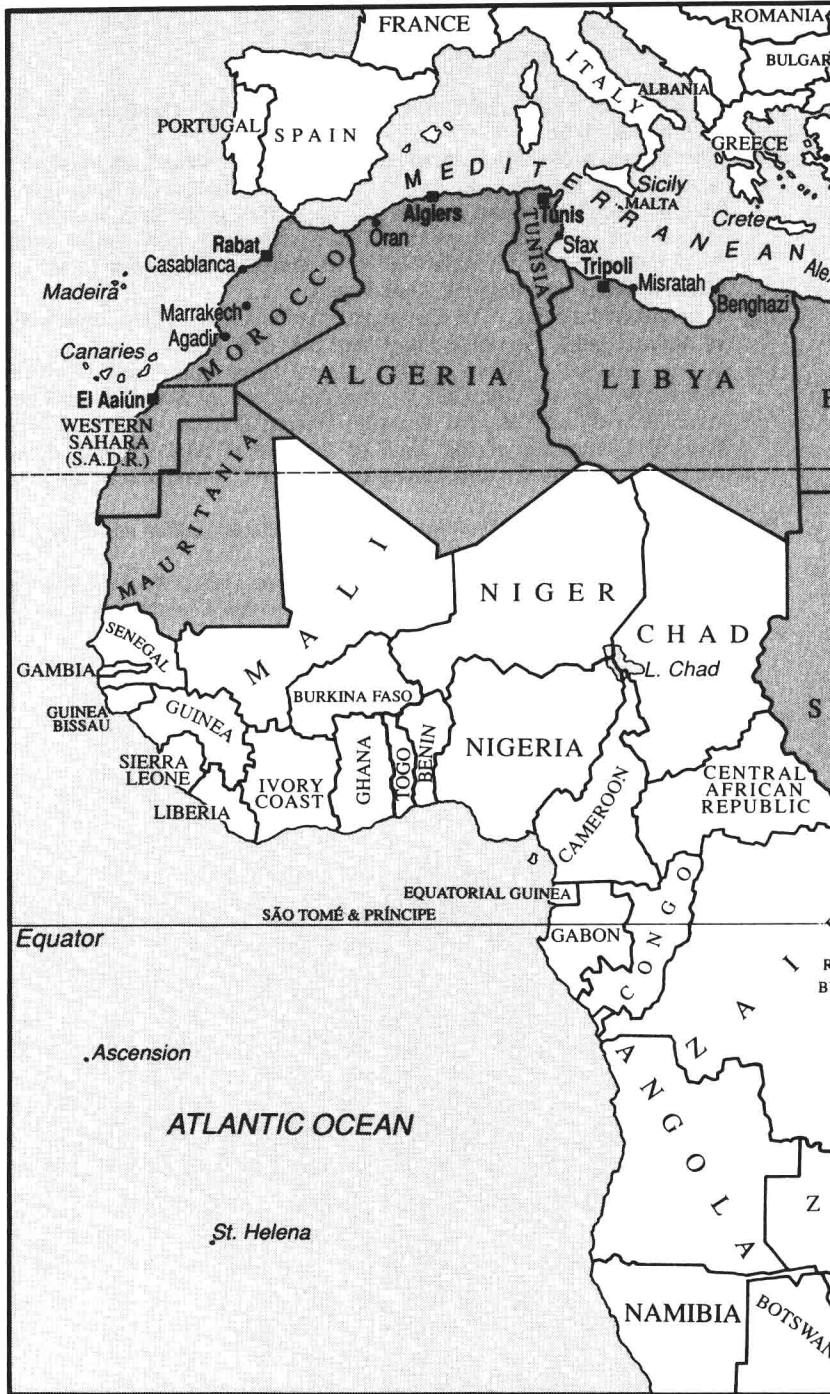 FRANCE
ROMANIA
BULGAR
ITALY
ALBANIA
PORTUGAL
SPAIN
GREECE
MEDITERRANEAN
Sicily
MALTA
Crete
Algiers
Tunis
Oran
Rabat
Casablanca
TUNISIA
Sfax
Tripoli
Misratah
Benghazi
Alex
Madeira
Marrakech
Agadir
MOROCCO
Canaries
ALGERIA
LIBYA
E
El Aaiún
WESTERN
SAHARA
(S.A.D.R.)
MAURITANIA
MALI
NIGER
CHAD
L. Chad
SENEGAL
GAMBIA
GUINEA
BISSAU
GUINEA
BURKINA FASO
S
SIERRA
LEONE
LIBERIA
IVORY
COAST
GHANA
TOGO
BENIN
NIGERIA
CAMEROON
CENTRAL
AFRICAN
REPUBLIC
EQUATORIAL GUINEA
SÃO TOMÉ & PRÍNCIPE
Equator
GABON
CONGO
ZAI
R
B
Ascension
ANGOLA
ATLANTIC OCEAN
St. Helena
Z
NAMIBIA
BOTSWAN